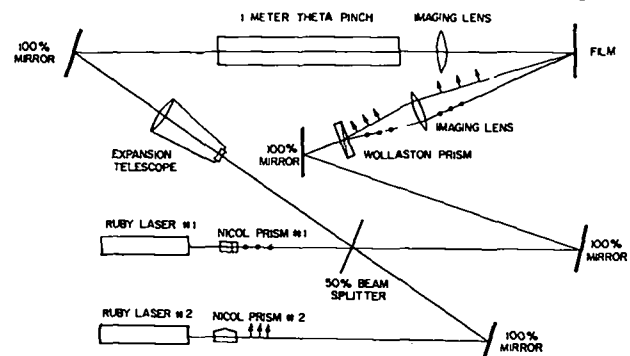 1 METER THETA PINCH
IMAGING LENS
100%
MIRROR
FILM
IMAGING LENS
WOLLASTON PRISM
100%
MIRROR
EXPANSION
TELESCOPE
RUBY LASER #1
NICOL PRISM #1
100%
MIRROR
50% BEAM
SPLITTER
RUBY LASER #2
NICOL PRISM #2
100%
MIRROR